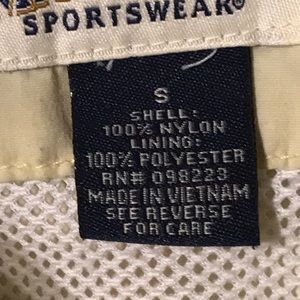 SPORTSWEAR®
S
SHELL:
100% NYLON
LINING:
100% POLYESTER
RN# 098223
MADE IN VIETNAM
SEE REVERSE
FOR CARE